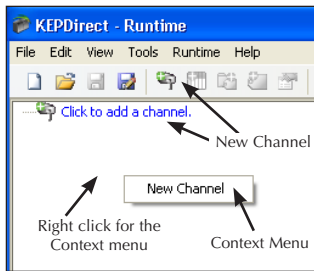 KEPDirect - Runtime
File Edit View Tools Runtime Help
Click to add a channel.
New Channel
New Channel
Right click for the
Context menu
Context Menu